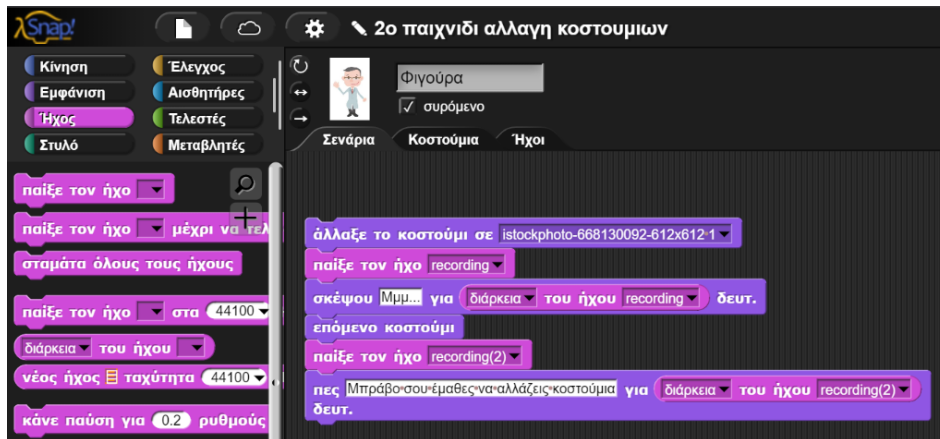 Snap!
2ο παιχνιδι αλλαγη κοστουμιων
Κίνηση Έλεγχος
Εμφάνιση Αισθητήρες
Ήχος Τελεστές
Στυλό Μεταβλητές
Φιγούρα
συρόμενο
Σενάρια Κοστούμια Ήχοι
παίξε τον ήχο
παίξε τον ήχο μέχρι να τελ
σταμάτα όλους τους ήχους
παίξε τον ήχο στα 44100
διάρκεια του ήχου
νέος ήχος ταχύτητα 44100
κάνε παύση για 0.2 ρυθμούς
άλλαξε το κοστούμι σε istockphoto-668130092-612x612 1
παίξε τον ήχο recording
σκέψου Μμμ... για διάρκεια του ήχου recording δευτ.
επόμενο κοστούμι
παίξε τον ήχο recording(2)
πες Μπράβο σου έμαθες να αλλάζεις κοστούμια για διάρκεια του ήχου recording(2)
δευτ.